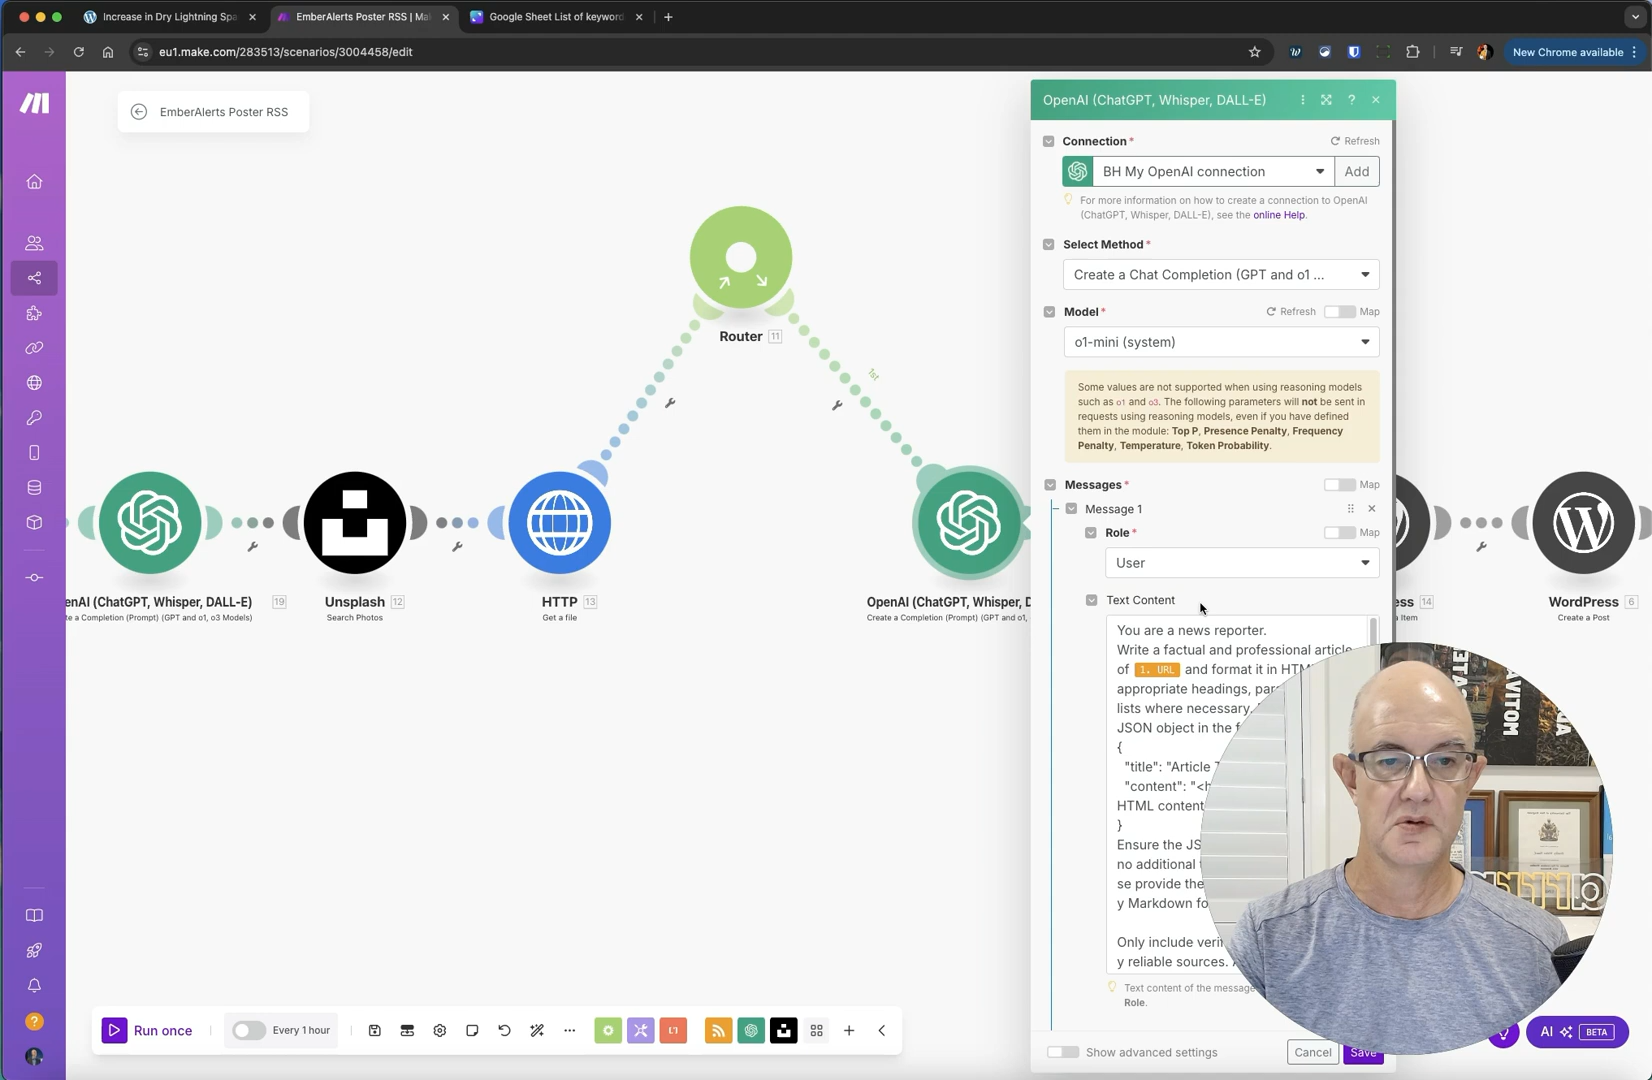 Increase in Dry Lightning Spa
EmberAlerts Poster RSS | Ma
Google Sheet List of keyword
eu1.make.com/283513/scenarios/3004458/edit
New Chrome available
EmberAlerts Poster RSS
OpenAI (ChatGPT, Whisper, DALL-E)
Connection*
Refresh
BH My OpenAI connection
Add
For more information on how to create a connection to OpenAI
(ChatGPT, Whisper, DALL-E), see the online Help.
Select Method*
Create a Chat Completion (GPT and o1 ...
Model*
Refresh
Map
o1-mini (system)
Some values are not supported when using reasoning models
such as o1 and o3. The following parameters will not be sent in
requests using reasoning models, even if you have defined
them in the module: Top P, Presence Penalty, Frequency
Penalty, Temperature, Token Probability.
Messages*
Map
Message 1
Role*
Map
User
Text Content
You are a news reporter.
Write a factual and professional article
of 1. URL and format it in HTM
appropriate headings, par
lists where necessary.
JSON object in the f
{
"title": "Article T
"content": "<h
HTML content
}
Ensure the JS
no additional t
se provide the
y Markdown fo
Only include veri
y reliable sources.
Text content of the message
Role.
Show advanced settings
Cancel
Save
Router 11
1st
enAI (ChatGPT, Whisper, DALL-E) 19
te a Completion (Prompt) (GPT and o1, o3 Models)
Unsplash 12
Search Photos
HTTP 13
Get a file
OpenAI (ChatGPT, Whisper, D
Create a Completion (Prompt) (GPT and o1,
ess 14
a Item
WordPress 6
Create a Post
Run once
Every 1 hour
AI BETA